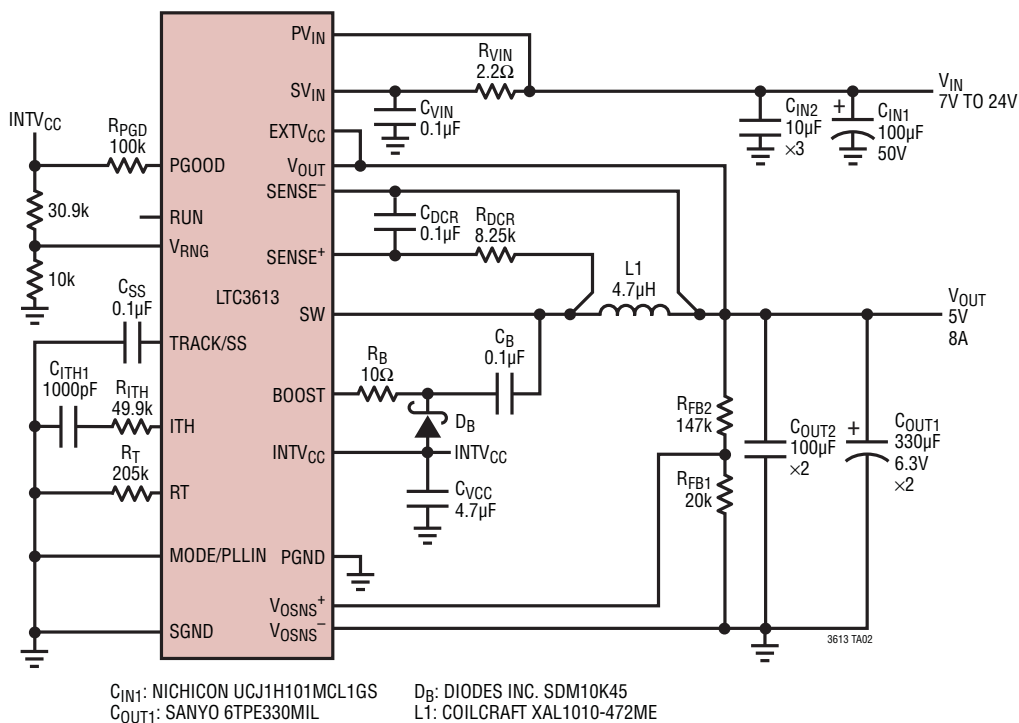 PVIN
RVIN
2.2Ω
SVIN
VIN
7V TO 24V
CVIN
0.1µF
CIN2
10µF
×3
+
CIN1
100µF
50V
INTVCC
RPGD
100k
EXTVCC
PGOOD
VOUT
SENSE–
30.9k
RUN
CDCR
0.1µF
RDCR
8.25k
VRNG
SENSE+
10k
LTC3613
L1
4.7µH
CSS
0.1µF
SW
VOUT
5V
8A
TRACK/SS
CB
0.1µF
RB
10Ω
CITH1
1000pF
RITH
49.9k
BOOST
DB
RFB2
147k
ITH
COUT2
100µF
×2
+
COUT1
330µF
6.3V
×2
INTVCC
INTVCC
RT
205k
RT
CVCC
4.7µF
RFB1
20k
MODE/PLLIN
PGND
VOSNS+
SGND
VOSNS–
3613 TA02
CIN1: NICHICON UCJ1H101MCL1GS
COUT1: SANYO 6TPE330MIL
DB: DIODES INC. SDM10K45
L1: COILCRAFT XAL1010-472ME